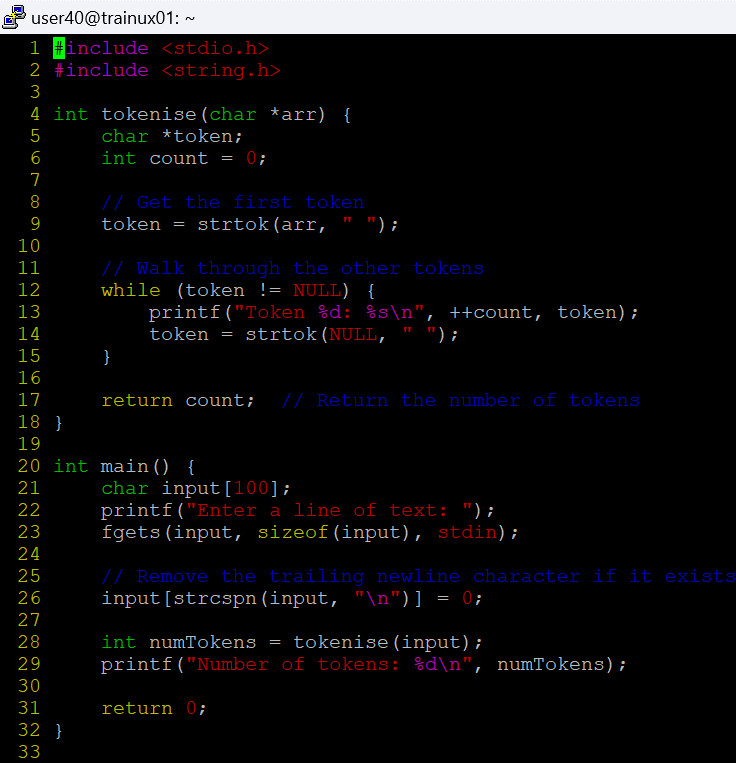 user40@trainux01: ~
1 #include <stdio.h>
2 #include <string.h>
3
4 int tokenise(char *arr) {
5     char *token;
6     int count = 0;
7
8     // Get the first token
9     token = strtok(arr, " ");
10
11     // Walk through the other tokens
12     while (token != NULL) {
13         printf("Token %d: %s\n", ++count, token);
14         token = strtok(NULL, " ");
15     }
16
17     return count;  // Return the number of tokens
18 }
19
20 int main() {
21     char input[100];
22     printf("Enter a line of text: ");
23     fgets(input, sizeof(input), stdin);
24
25     // Remove the trailing newline character if it exists
26     input[strcspn(input, "\n")] = 0;
27
28     int numTokens = tokenise(input);
29     printf("Number of tokens: %d\n", numTokens);
30
31     return 0;
32 }
33